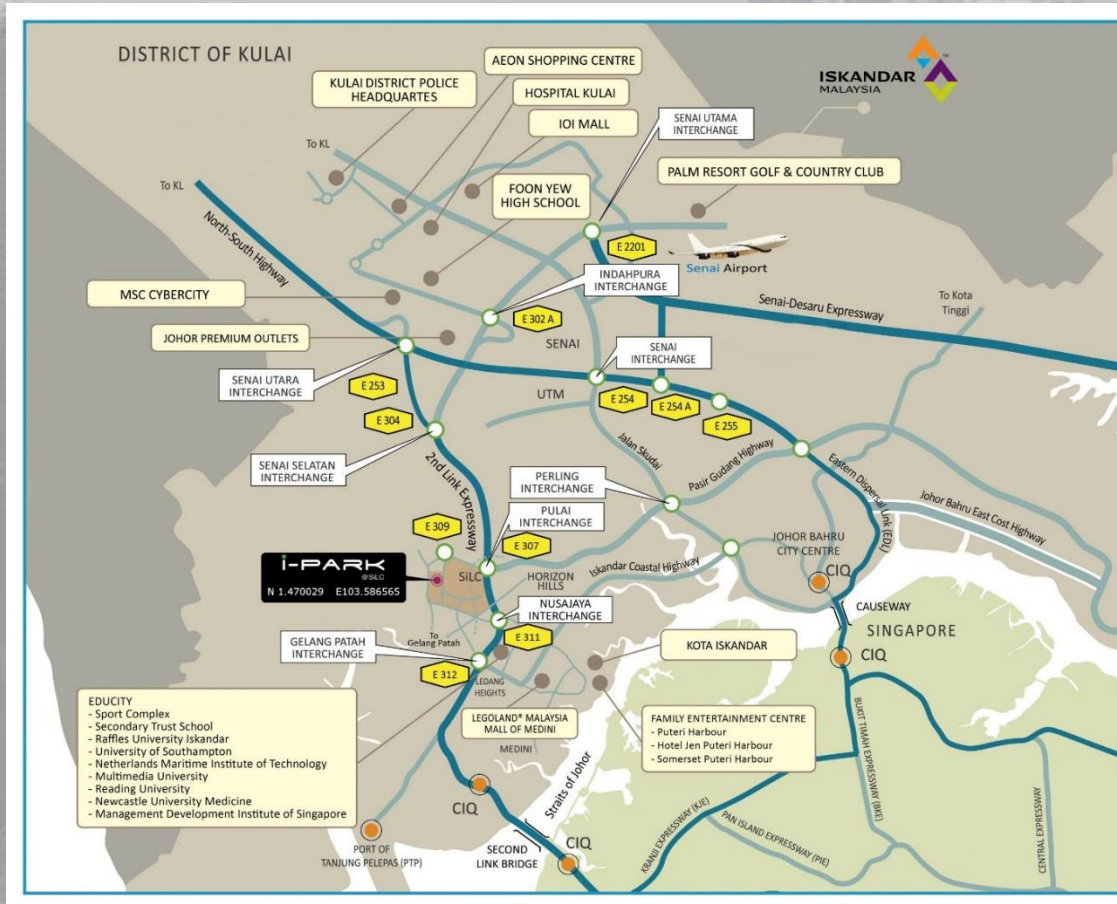 DISTRICT OF KULAI
ISKANDAR
MALAYSIA
AEON SHOPPING CENTRE
KULAI DISTRICT POLICE
HEADQUARTES
HOSPITAL KULAI
IOI MALL
SENAI UTAMA
INTERCHANGE
To KL
To KL
PALM RESORT GOLF & COUNTRY CLUB
FOON YEW
HIGH SCHOOL
North-South Highway
E 2201
Senai Airport
INDAHPURA
INTERCHANGE
MSC CYBERCITY
E 302 A
Senai-Desaru Expressway
To Kota
Tinggi
JOHOR PREMIUM OUTLETS
SENAI
SENAI
INTERCHANGE
SENAI UTARA
INTERCHANGE
E 253
UTM
E 254
E 254 A
E 255
E 304
Jalan Skudai
Pasir Gudang Highway
Eastern Dispersal Link (EDL)
SENAI SELATAN
INTERCHANGE
2nd Link Expressway
PERLING
INTERCHANGE
Johor Bahru East Cost Highway
PULAI
INTERCHANGE
E 309
E 307
JOHOR BAHRU
CITY CENTRE
CIQ
Iskandar Coastal Highway
i-PARK
@SiLC
N 1.470029 E103.586565
SiLC
HORIZON
HILLS
NUSAJAYA
INTERCHANGE
CAUSEWAY
SINGAPORE
To
Gelang Patah
E 311
GELANG PATAH
INTERCHANGE
KOTA ISKANDAR
CIQ
E 312
LEDANG
HEIGHTS
EDUCITY
- Sport Complex
- Secondary Trust School
- Raffles University Iskandar
- University of Southampton
- Netherlands Maritime Institute of Technology
- Multimedia University
- Reading University
- Newcastle University Medicine
- Management Development Institute of Singapore
LEGOLAND® MALAYSIA
MALL OF MEDINI
FAMILY ENTERTAINMENT CENTRE
- Puteri Harbour
- Hotel Jen Puteri Harbour
- Somerset Puteri Harbour
MEDINI
BUKIT TIMAH EXPRESSWAY (BKE)
Straits of Johor
CIQ
KRANJI EXPRESSWAY (KJE)
PAN ISLAND EXPRESSWAY (PIE)
CENTRAL EXPRESSWAY
PORT OF
TANJUNG PELEPAS (PTP)
SECOND
LINK BRIDGE
CIQ